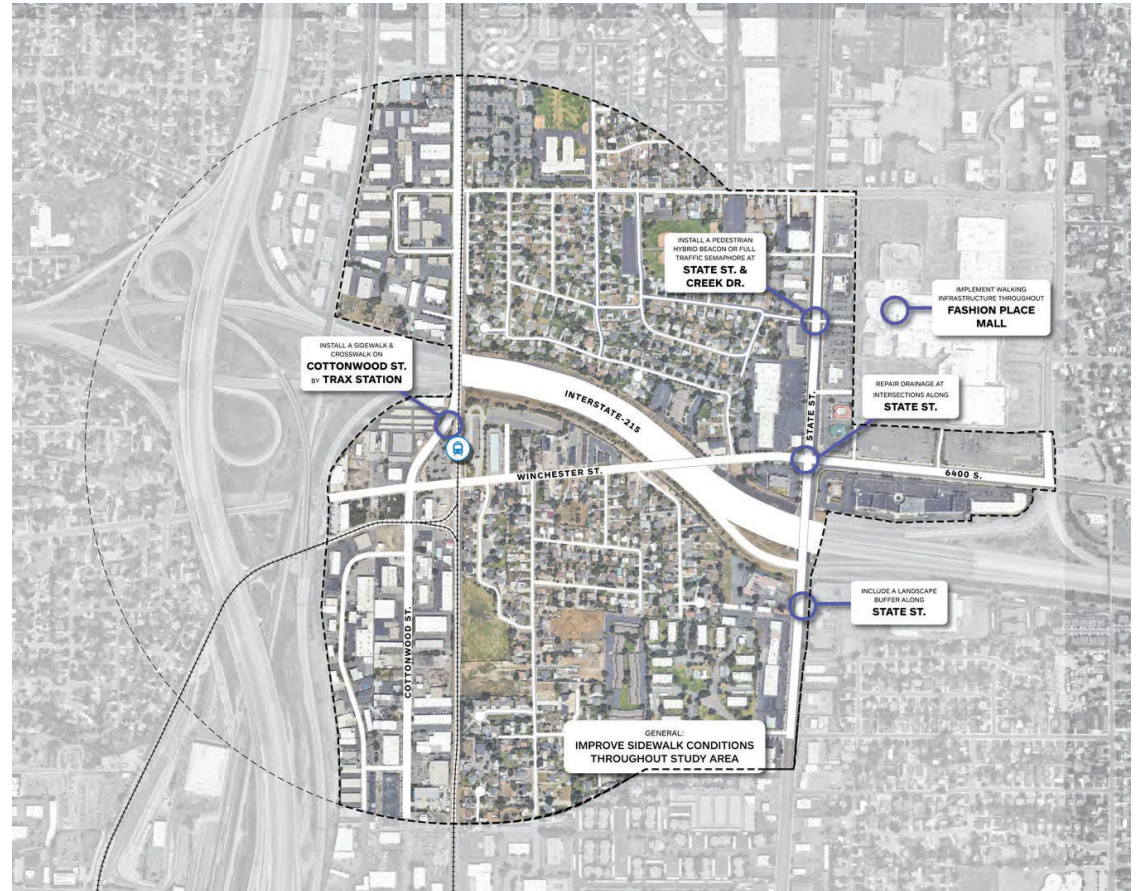 INSTALL A PEDESTRIAN
HYBRID BEACON OR FULL
TRAFFIC SEMAPHORE AT
STATE ST. &
CREEK DR.
IMPLEMENT WALKING
INFRASTRUCTURE THROUGHOUT
FASHION PLACE
MALL
INSTALL A SIDEWALK &
CROSSWALK ON
COTTONWOOD ST.
BY TRAX STATION
REPAIR DRAINAGE AT
INTERSECTIONS ALONG
STATE ST.
INTERSTATE-215
STATE ST.
WINCHESTER ST.
6400 S.
INCLUDE A LANDSCAPE
BUFFER ALONG
STATE ST.
COTTONWOOD ST.
GENERAL:
IMPROVE SIDEWALK CONDITIONS
THROUGHOUT STUDY AREA